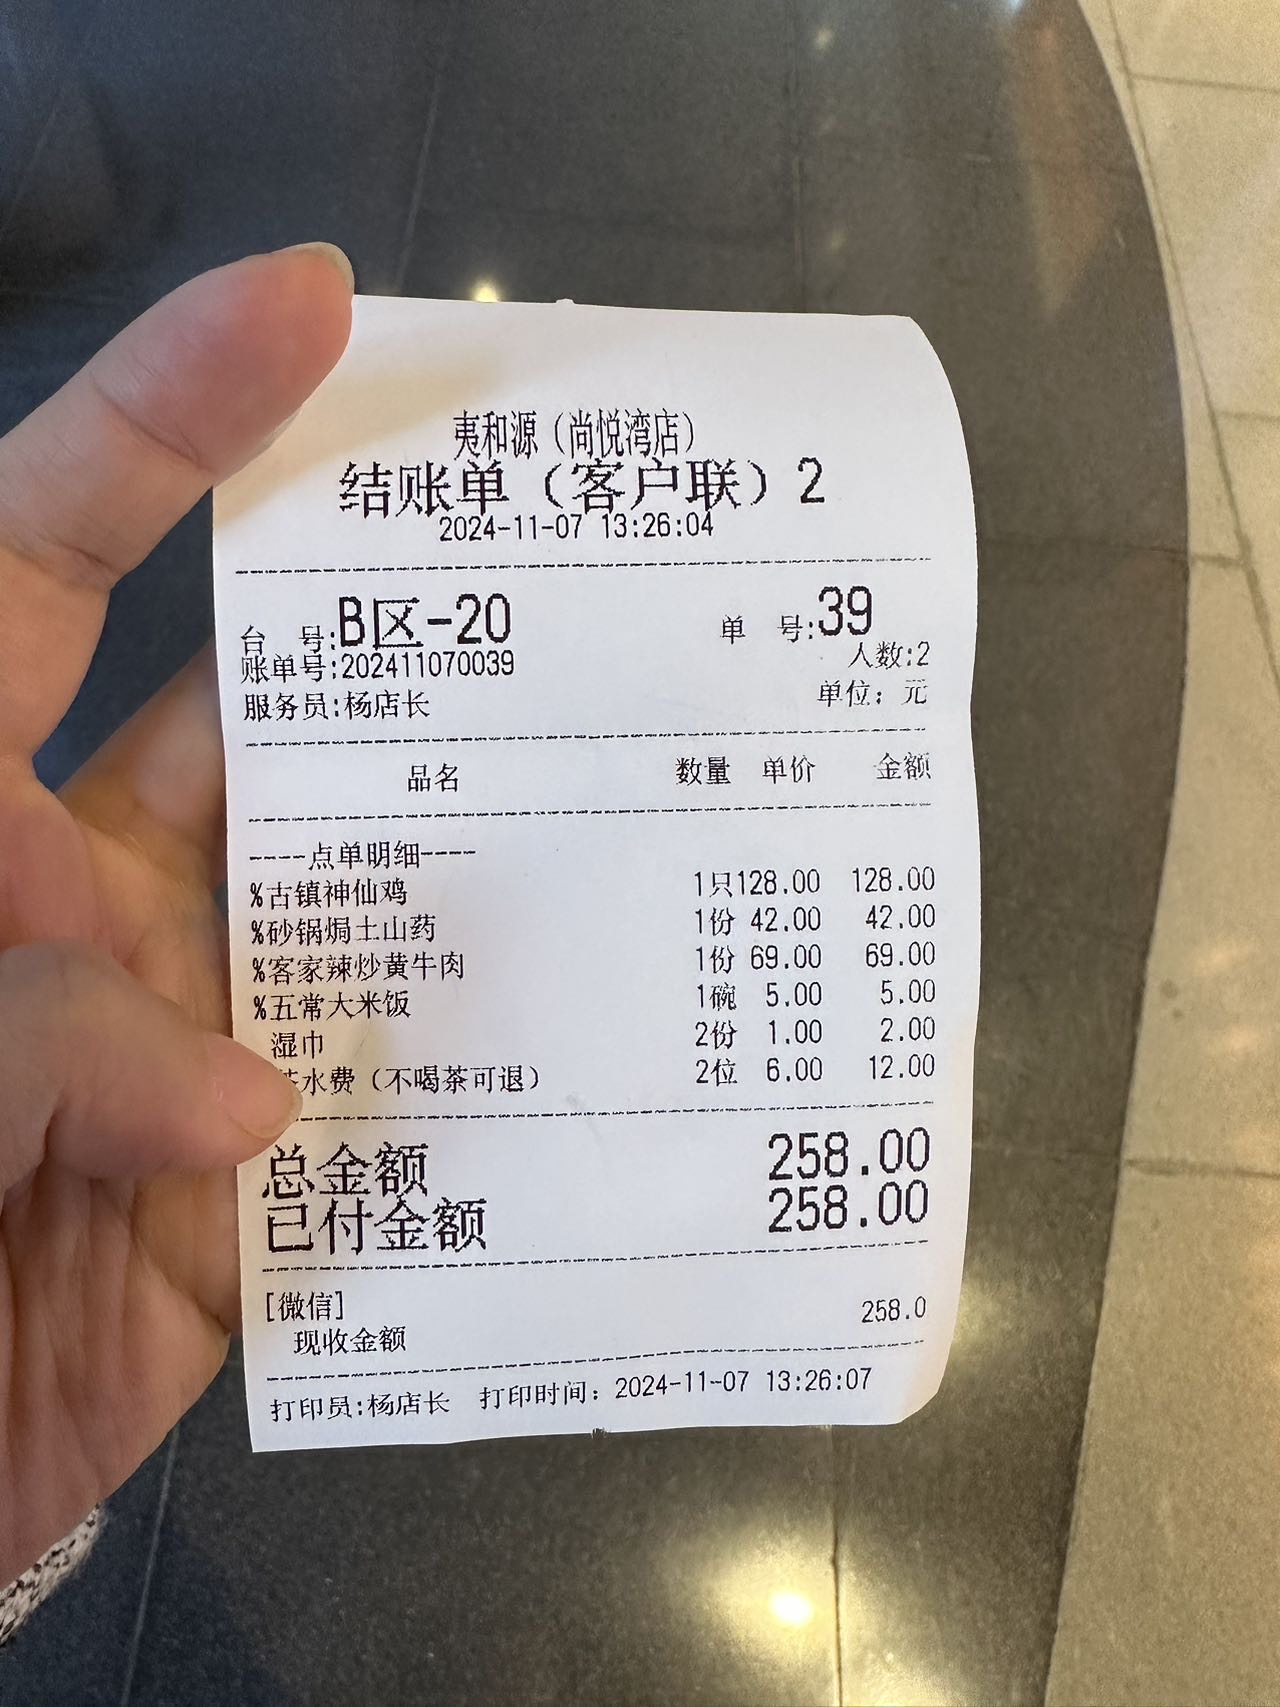 夷和源（尚悦湾店）
结账单（客户联）2
2024-11-07 13:26:04
台 号:B区-20 单 号:39
账单号:202411070039 人数:2
服务员:杨店长 单位：元
品名 数量 单价 金额
----点单明细----
%古镇神仙鸡 1只128.00 128.00
%砂锅焗土山药 1份 42.00 42.00
%客家辣炒黄牛肉 1份 69.00 69.00
%五常大米饭 1碗 5.00 5.00
湿巾 2份 1.00 2.00
水费（不喝茶可退） 2位 6.00 12.00
总金额 258.00
已付金额 258.00
[微信] 258.0
现收金额
打印员:杨店长 打印时间：2024-11-07 13:26:07